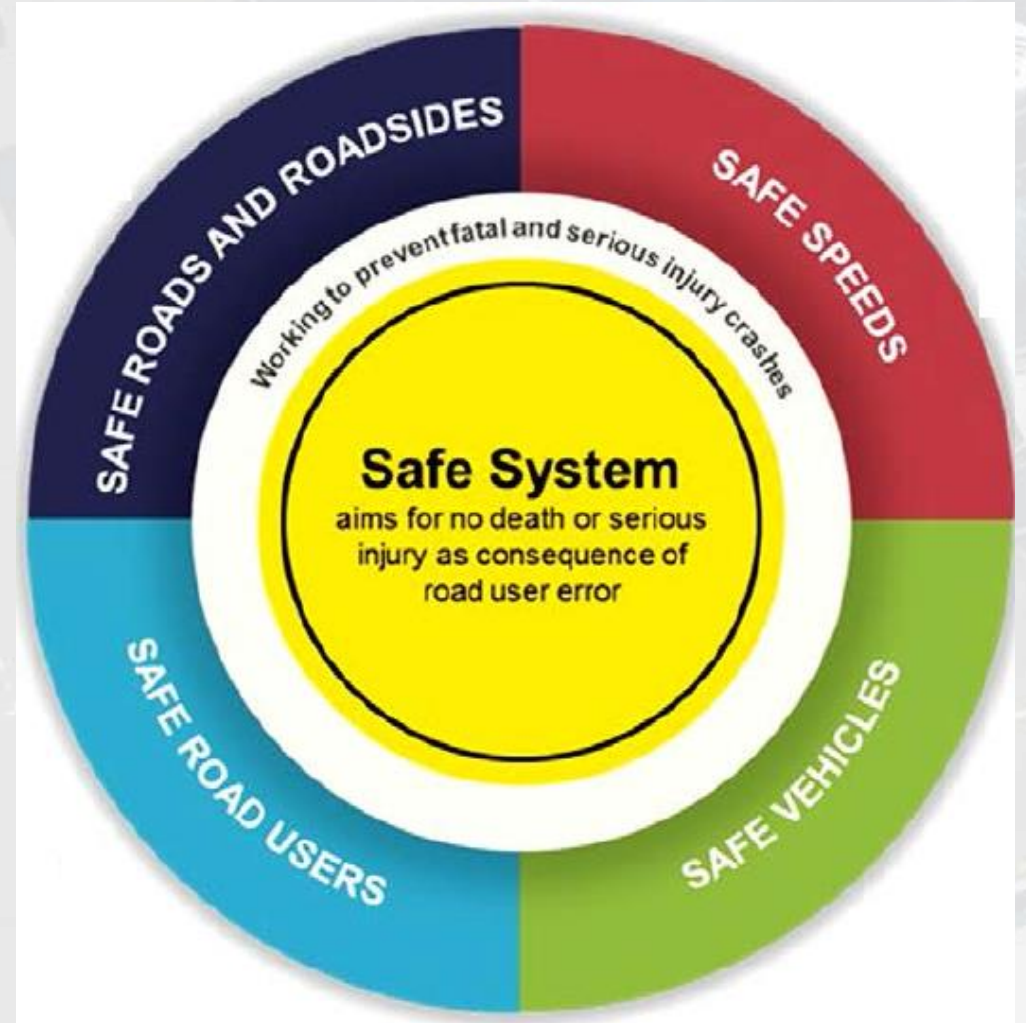 SAFE ROADS AND ROADSIDES
SAFE SPEEDS
Working to prevent fatal and serious injury crashes
Safe System
aims for no death or serious
injury as consequence of
road user error
SAFE ROAD USERS
SAFE VEHICLES